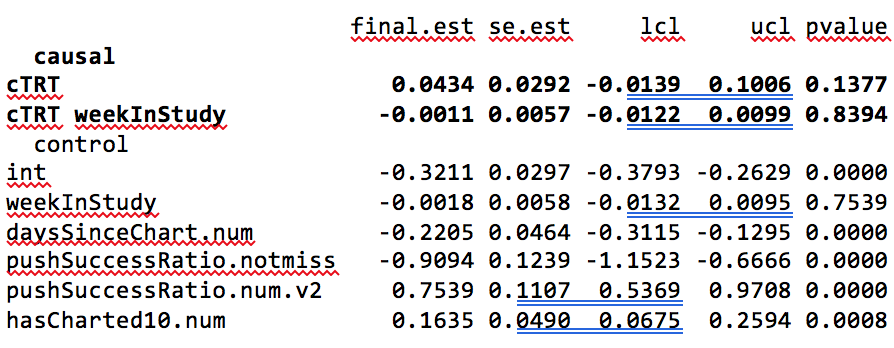 final.est se.est lcl ucl pvalue
causal
cTRT 0.0434 0.0292 -0.0139 0.1006 0.1377
cTRT weekInStudy -0.0011 0.0057 -0.0122 0.0099 0.8394
control
int -0.3211 0.0297 -0.3793 -0.2629 0.0000
weekInStudy -0.0018 0.0058 -0.0132 0.0095 0.7539
daysSinceChart.num -0.2205 0.0464 -0.3115 -0.1295 0.0000
pushSuccessRatio.notmiss -0.9094 0.1239 -1.1523 -0.6666 0.0000
pushSuccessRatio.num.v2 0.7539 0.1107 0.5369 0.9708 0.0000
hasCharted10.num 0.1635 0.0490 0.0675 0.2594 0.0008